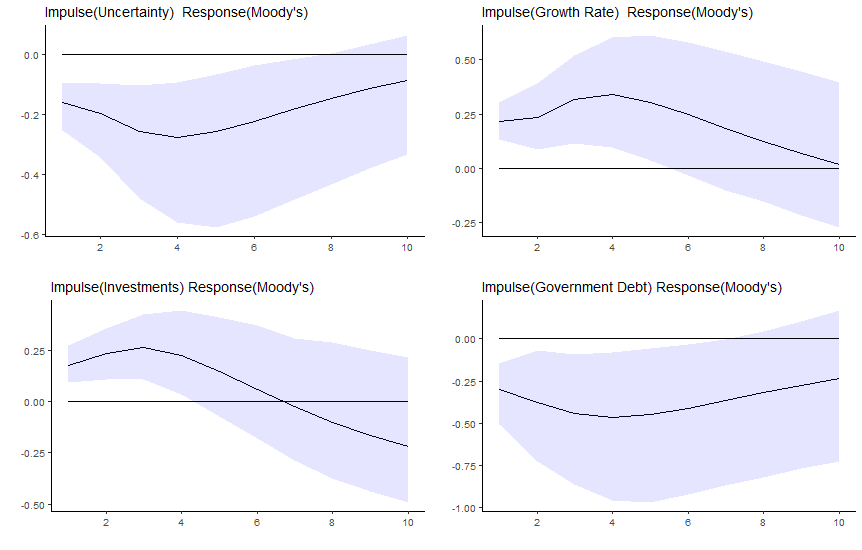 Impulse(Uncertainty) Response(Moody's)
0.0
-0.2
-0.4
-0.6
2 4 6 8 10
Impulse(Growth Rate) Response(Moody's)
0.50
0.25
0.00
-0.25
2 4 6 8 10
Impulse(Investments) Response(Moody's)
0.25
0.00
-0.25
-0.50
2 4 6 8 10
Impulse(Government Debt) Response(Moody's)
0.00
-0.25
-0.50
-0.75
-1.00
2 4 6 8 10